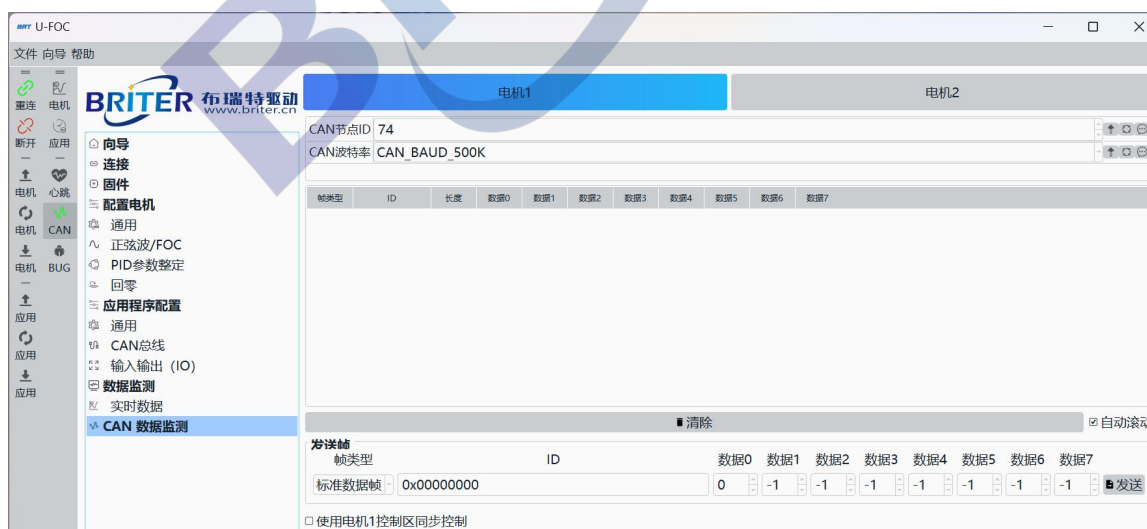 BRT U-FOC
文件 向导 帮助
重连 电机
断开 应用
电机 心跳
电机 CAN
电机 BUG
应用
应用
应用
BRITER 布瑞特驱动
www.briter.cn
向导
连接
固件
配置电机
通用
正弦波/FOC
PID参数整定
回零
应用程序配置
通用
CAN总线
输入输出（IO）
数据监测
实时数据
CAN 数据监测
电机1 电机2
CAN节点ID 74
CAN波特率 CAN_BAUD_500K
帧类型 ID 长度 数据0 数据1 数据2 数据3 数据4 数据5 数据6 数据7
清除 自动滚动
发送帧
帧类型 ID 数据0 数据1 数据2 数据3 数据4 数据5 数据6 数据7
标准数据帧 0x00000000 0 -1 -1 -1 -1 -1 -1 -1 发送
使用电机1控制区同步控制